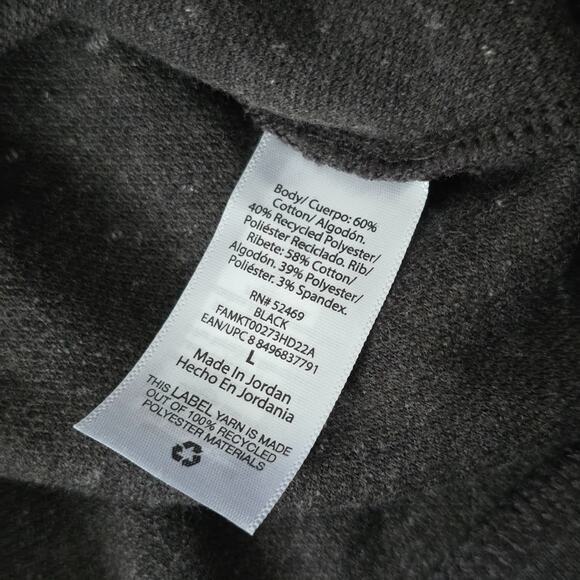 Body/ Cuerpo: 60%
Cotton/ Algodón.
40% Recycled Polyester/
Poliéster Reciclado. Rib/
Ribete: 58% Cotton/
Algodón. 39% Polyester/
Poliéster. 3% Spandex.
RN# 52469
BLACK
FAMKT00273HD22A
EAN/UPC 8 8496837791
L
Made In Jordan
Hecho En Jordania
THIS LABEL YARN IS MADE
OUT OF 100% RECYCLED
POLYESTER MATERIALS